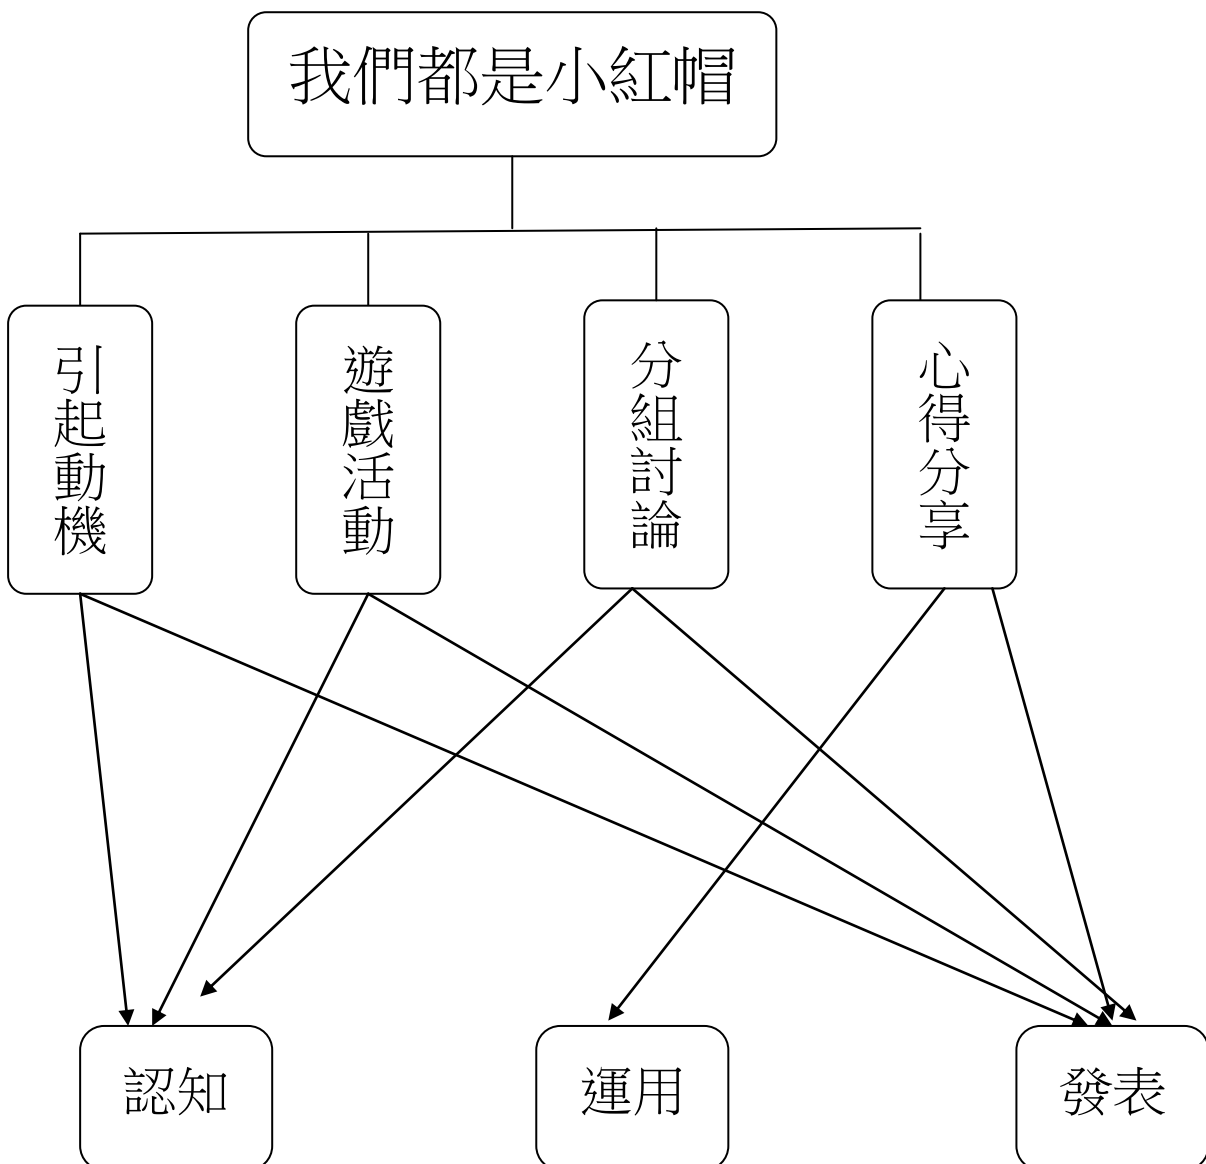 我們都是小紅帽
引起動機
遊戲活動
分組討論
心得分享
認知
運用
發表